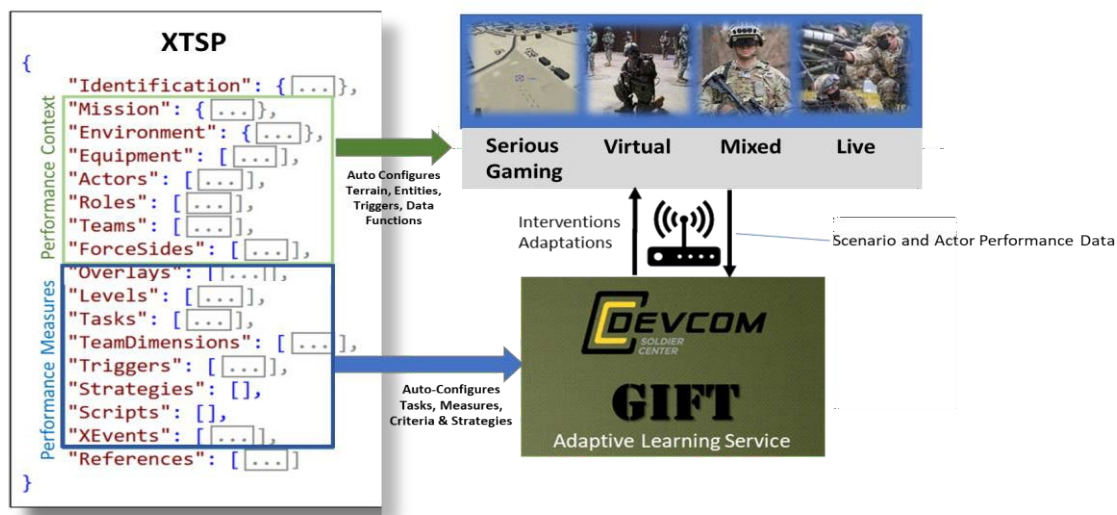 XTSP
{
"Identification": {...},
"Mission": {...},
"Environment": {...},
"Equipment": [...],
"Actors": [...],
"Roles": [...],
"Teams": [...],
"ForceSides": [...],
"Overlays": [...],
"Levels": [...],
"Tasks": [...],
"TeamDimensions": [...],
"Triggers": [...],
"Strategies": [],
"Scripts": [],
"XEvents": [...],
"References": [...]
}
Performance Context
Performance Measures
Auto Configures
Terrain, Entities,
Triggers, Data
Functions
Auto-Configures
Tasks, Measures,
Criteria & Strategies
Serious
Gaming
Virtual
Mixed
Live
Interventions
Adaptations
Scenario and Actor Performance Data
DEVCOM
SOLDIER
CENTER
GIFT
Adaptive Learning Service